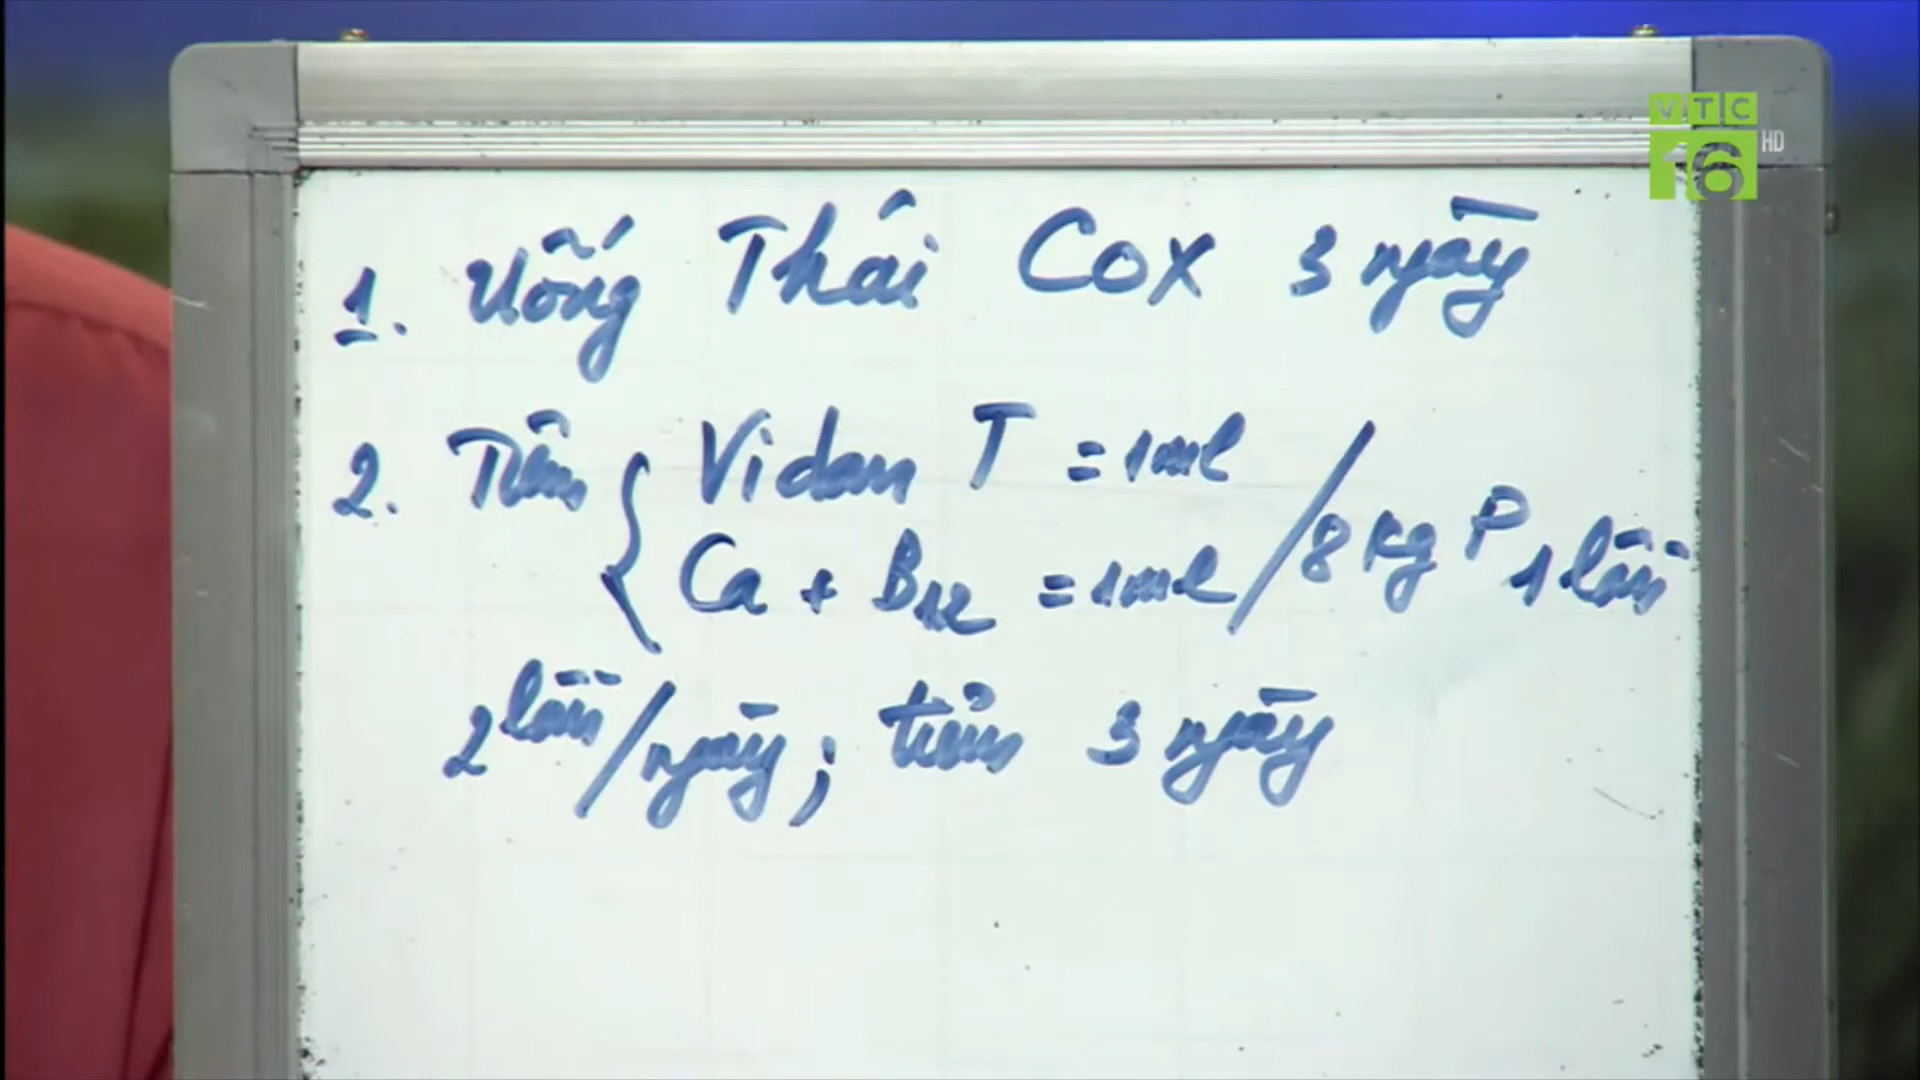 VTC
16 HD
1. Uống Thái Cox 3 ngày
2. Tiêm { Vidan T = 1ml
Ca + B12 = 1ml / 8 kg P 1 lần
2 lần/ngày; tiêm 3 ngày